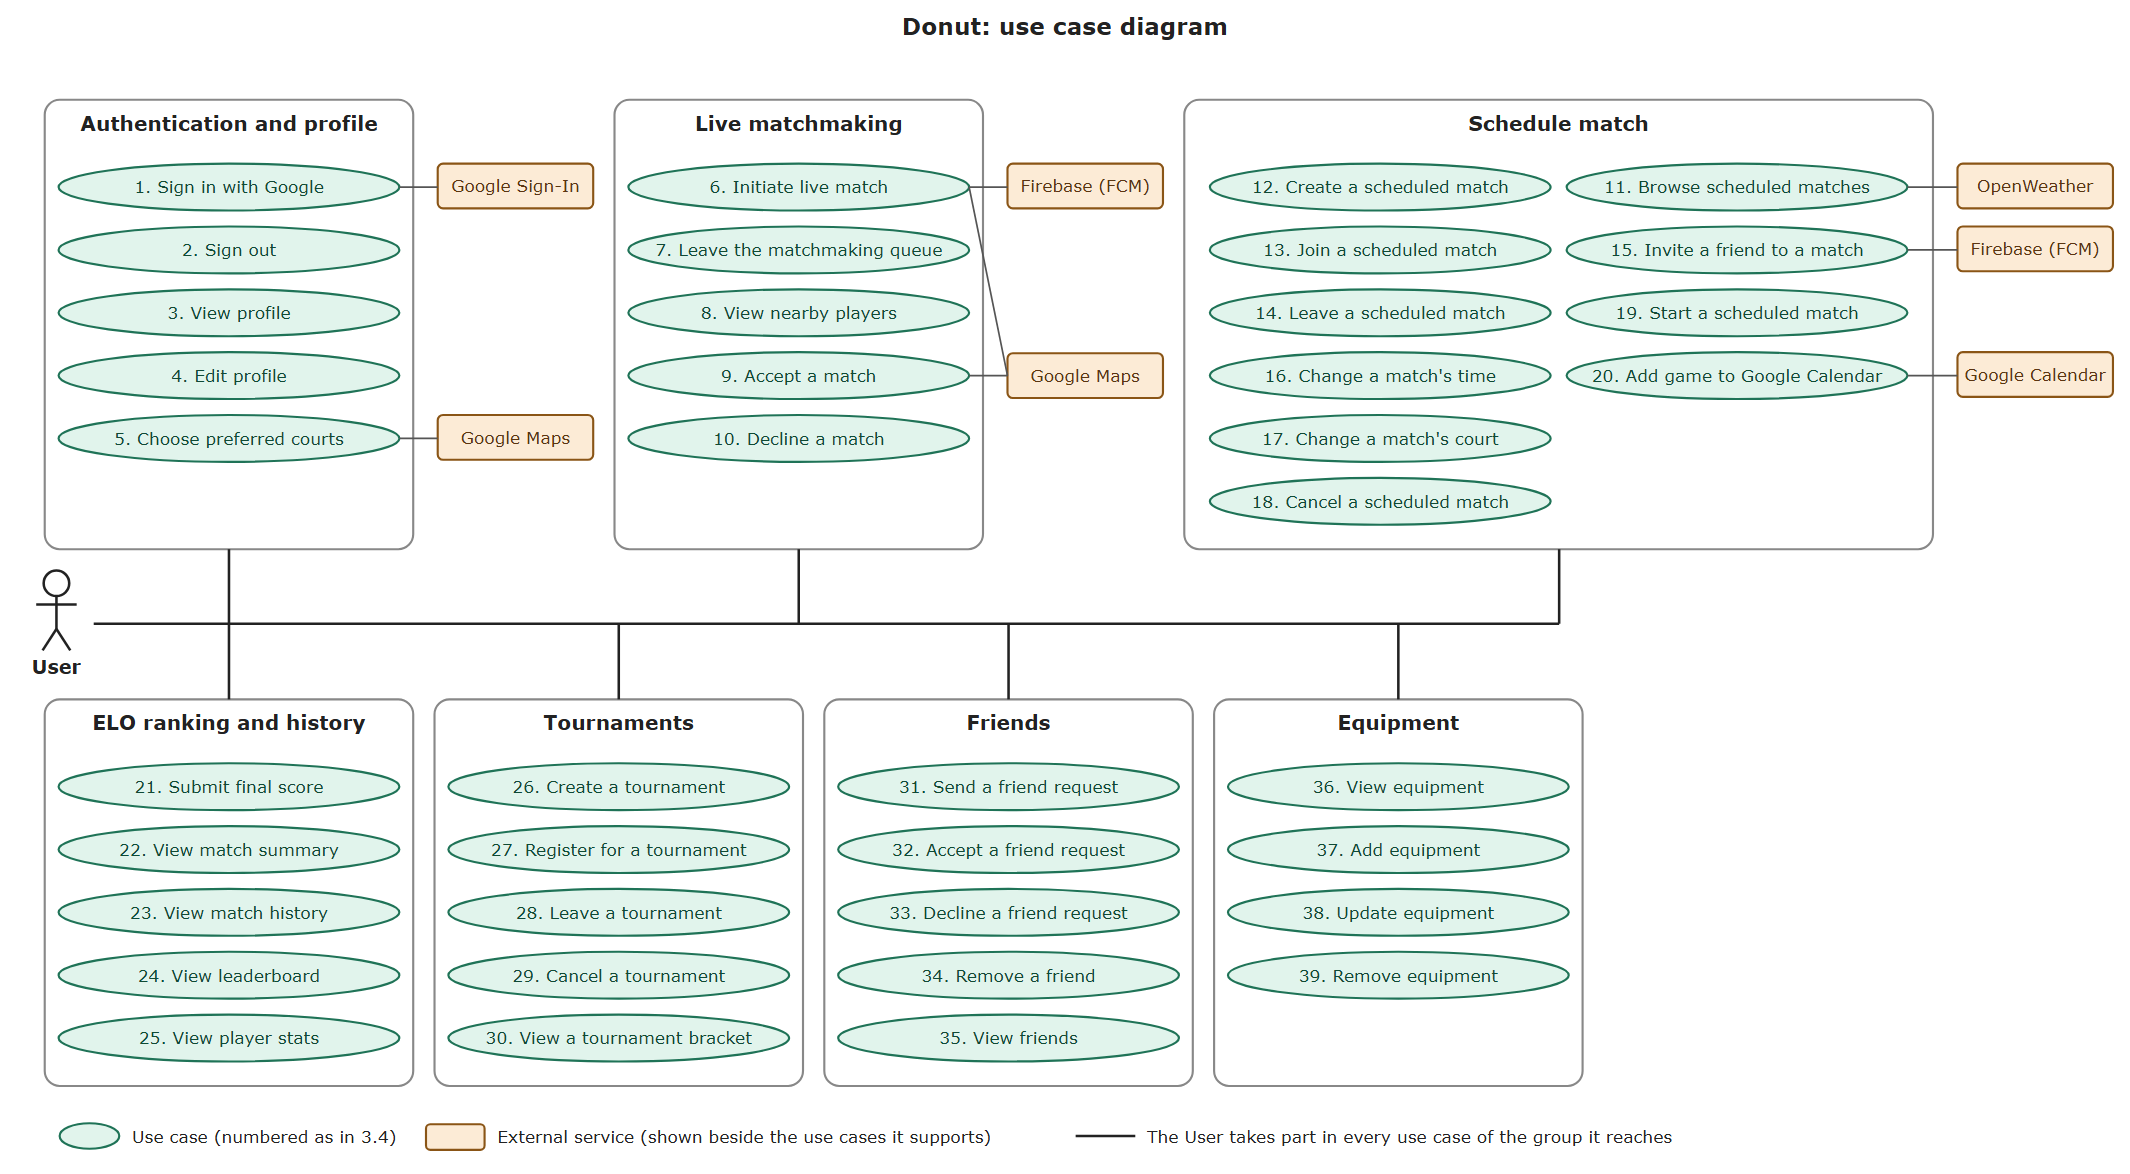 Donut: use case diagram
Authentication and profile
1. Sign in with Google
Google Sign-In
2. Sign out
3. View profile
4. Edit profile
5. Choose preferred courts
Google Maps
Live matchmaking
6. Initiate live match
Firebase (FCM)
7. Leave the matchmaking queue
8. View nearby players
9. Accept a match
Google Maps
10. Decline a match
Schedule match
12. Create a scheduled match
13. Join a scheduled match
14. Leave a scheduled match
16. Change a match's time
17. Change a match's court
18. Cancel a scheduled match
11. Browse scheduled matches
OpenWeather
15. Invite a friend to a match
Firebase (FCM)
19. Start a scheduled match
20. Add game to Google Calendar
Google Calendar
User
ELO ranking and history
21. Submit final score
22. View match summary
23. View match history
24. View leaderboard
25. View player stats
Tournaments
26. Create a tournament
27. Register for a tournament
28. Leave a tournament
29. Cancel a tournament
30. View a tournament bracket
Friends
31. Send a friend request
32. Accept a friend request
33. Decline a friend request
34. Remove a friend
35. View friends
Equipment
36. View equipment
37. Add equipment
38. Update equipment
39. Remove equipment
Use case (numbered as in 3.4)
External service (shown beside the use cases it supports)
The User takes part in every use case of the group it reaches